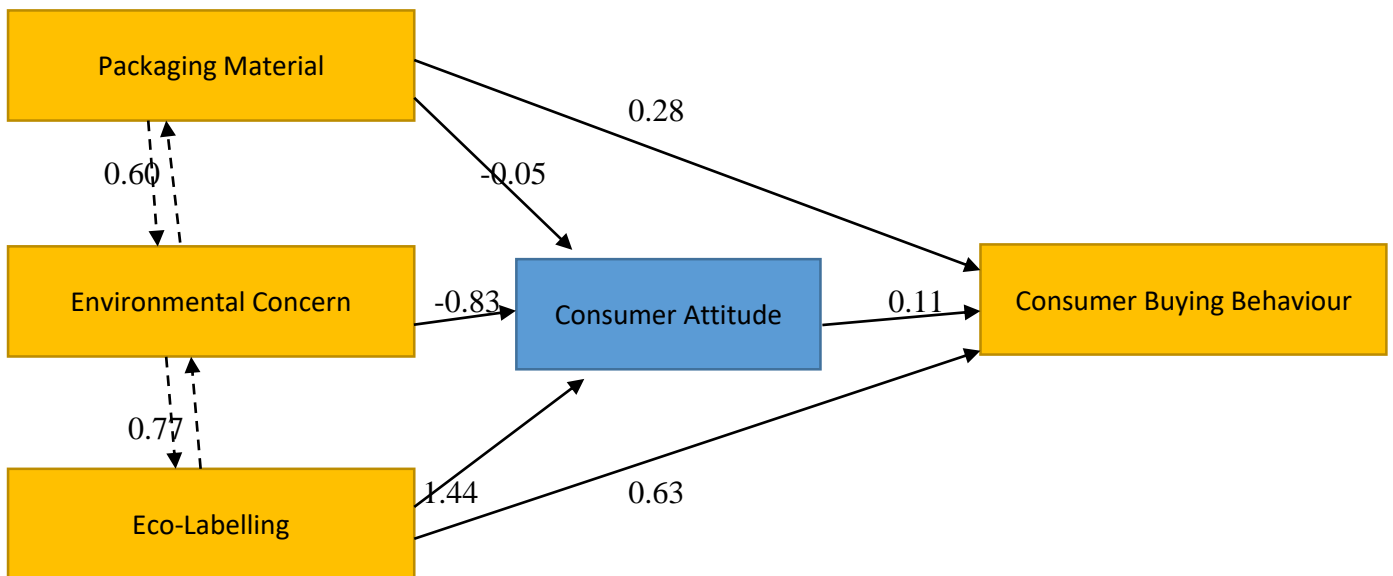 Packaging Material
0.28
0.60
-0.05
Environmental Concern
-0.83
Consumer Attitude
0.11
Consumer Buying Behaviour
0.77
Eco-Labelling
1.44
0.63